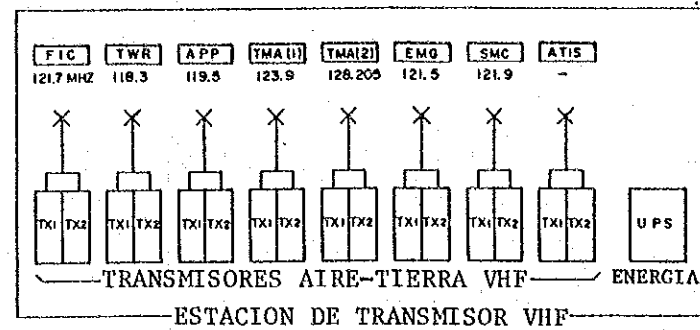 FIC TWR APP TMA(1) TMA(2) EMG SMC ATIS
121.7 MHZ 118.3 119.5 123.9 128.205 121.5 121.9 -
TX1 TX2 TX1 TX2 TX1 TX2 TX1 TX2 TX1 TX2 TX1 TX2 TX1 TX2 TX1 TX2 UPS
TRANSMISORES AIRE-TIERRA VHF ENERGIA
ESTACION DE TRANSMISOR VHF